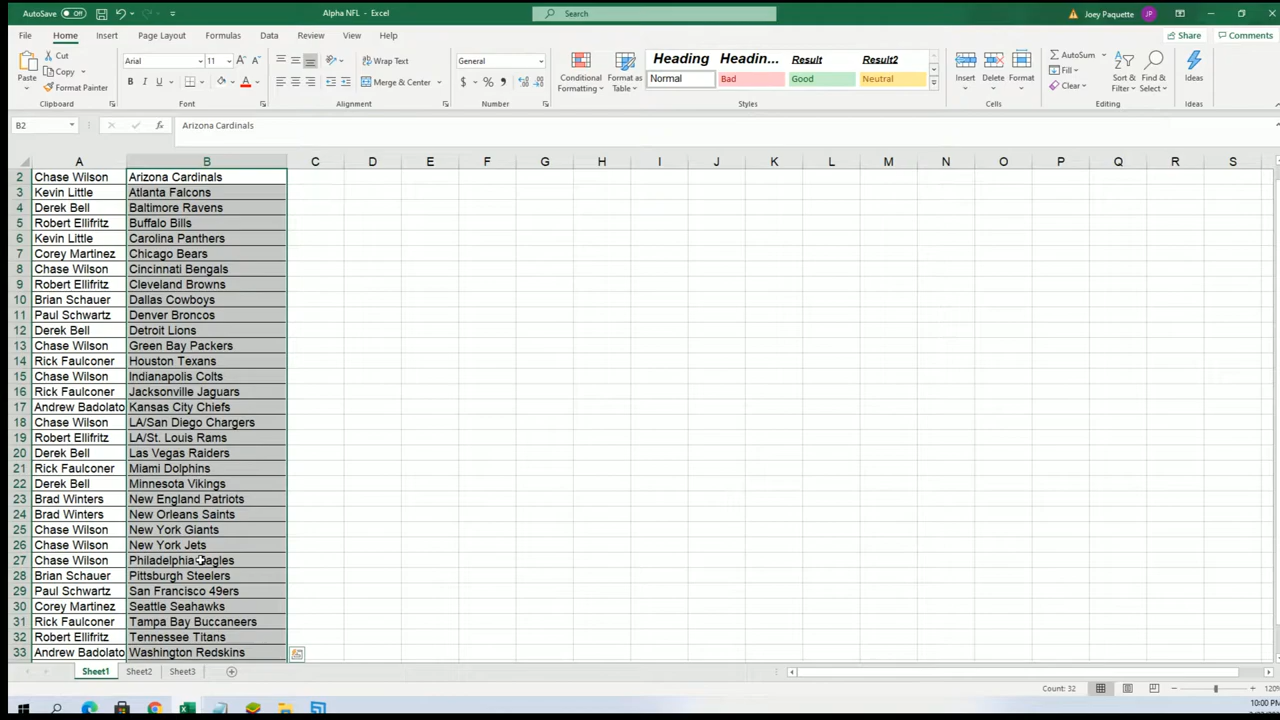 AutoSave Off Alpha NFL - Excel Search Joey Paquette JP
File Home Insert Page Layout Formulas Data Review View Help Share Comments
Cut
Copy
Format Painter
Paste
Clipboard
Arial 11
B I U
Font
Wrap Text
Merge & Center
Alignment
General
$ % ,
Number
Conditional Formatting
Format as Table
Heading Headin... Result Result2
Normal Bad Good Neutral
Styles
Insert Delete Format
Cells
AutoSum
Fill
Clear
Sort & Filter
Find & Select
Editing
Ideas
Ideas
B2 fx Arizona Cardinals
A B C D E F G H I J K L M N O P Q R S
2 Chase Wilson Arizona Cardinals
3 Kevin Little Atlanta Falcons
4 Derek Bell Baltimore Ravens
5 Robert Ellifritz Buffalo Bills
6 Kevin Little Carolina Panthers
7 Corey Martinez Chicago Bears
8 Chase Wilson Cincinnati Bengals
9 Robert Ellifritz Cleveland Browns
10 Brian Schauer Dallas Cowboys
11 Paul Schwartz Denver Broncos
12 Derek Bell Detroit Lions
13 Chase Wilson Green Bay Packers
14 Rick Faulconer Houston Texans
15 Chase Wilson Indianapolis Colts
16 Rick Faulconer Jacksonville Jaguars
17 Andrew Badolato Kansas City Chiefs
18 Chase Wilson LA/San Diego Chargers
19 Robert Ellifritz LA/St. Louis Rams
20 Derek Bell Las Vegas Raiders
21 Rick Faulconer Miami Dolphins
22 Derek Bell Minnesota Vikings
23 Brad Winters New England Patriots
24 Brad Winters New Orleans Saints
25 Chase Wilson New York Giants
26 Chase Wilson New York Jets
27 Chase Wilson Philadelphia Eagles
28 Brian Schauer Pittsburgh Steelers
29 Paul Schwartz San Francisco 49ers
30 Corey Martinez Seattle Seahawks
31 Rick Faulconer Tampa Bay Buccaneers
32 Robert Ellifritz Tennessee Titans
33 Andrew Badolato Washington Redskins
Sheet1 Sheet2 Sheet3
Count: 32 120%
10:00 PM